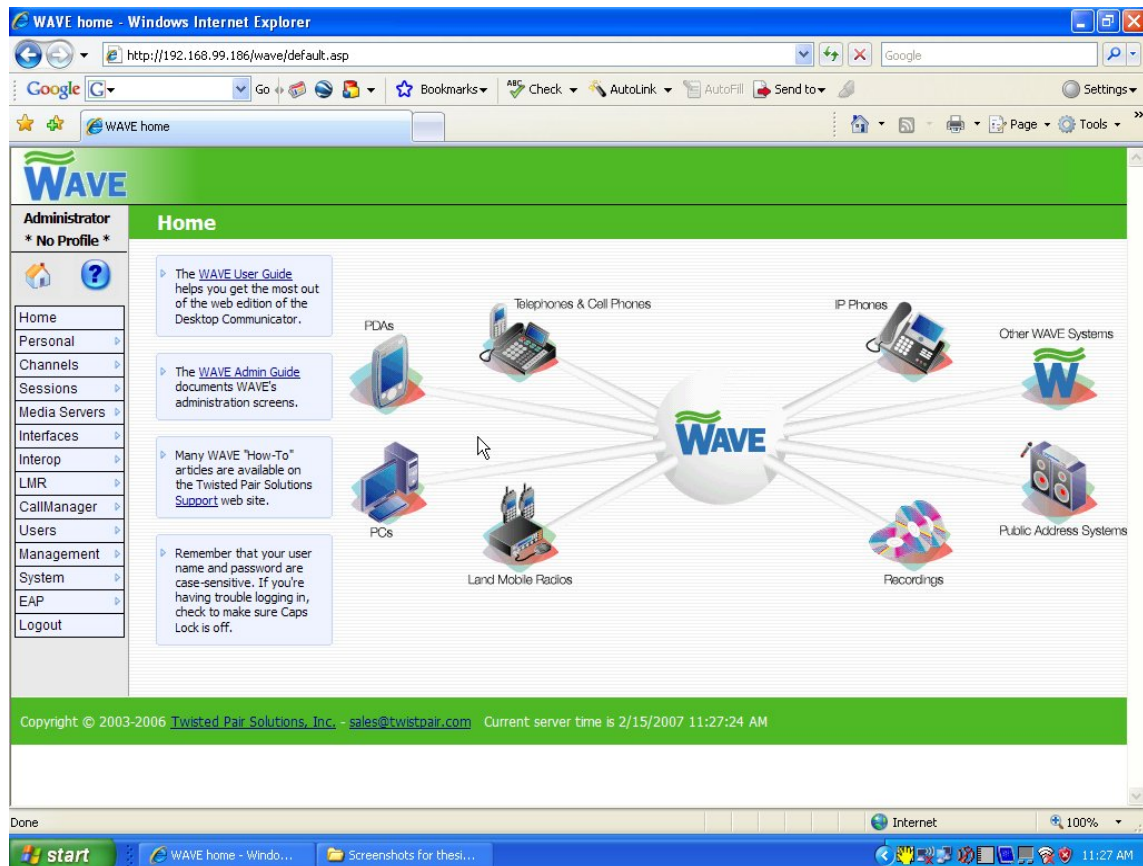 WAVE home - Windows Internet Explorer
http://192.168.99.186/wave/default.asp
Google
Google G
Go
Bookmarks
ABC Check
AutoLink
AutoFill
Send to
Settings
WAVE home
Page
Tools
WAVE
Administrator
* No Profile *
Home
Home
Personal
Channels
Sessions
Media Servers
Interfaces
Interop
LMR
CallManager
Users
Management
System
EAP
Logout
The WAVE User Guide
helps you get the most out
of the web edition of the
Desktop Communicator.
The WAVE Admin Guide
documents WAVE's
administration screens.
Many WAVE "How-To"
articles are available on
the Twisted Pair Solutions
Support web site.
Remember that your user
name and password are
case-sensitive. If you're
having trouble logging in,
check to make sure Caps
Lock is off.
PDAs
Telephones & Cell Phones
IP Phones
Other WAVE Systems
W
WAVE
PCs
Land Mobile Radios
Recordings
Public Address Systems
Copyright © 2003-2006 Twisted Pair Solutions, Inc. - sales@twistpair.com Current server time is 2/15/2007 11:27:24 AM
Done
Internet
100%
start
WAVE home - Windo...
Screenshots for thesi...
11:27 AM